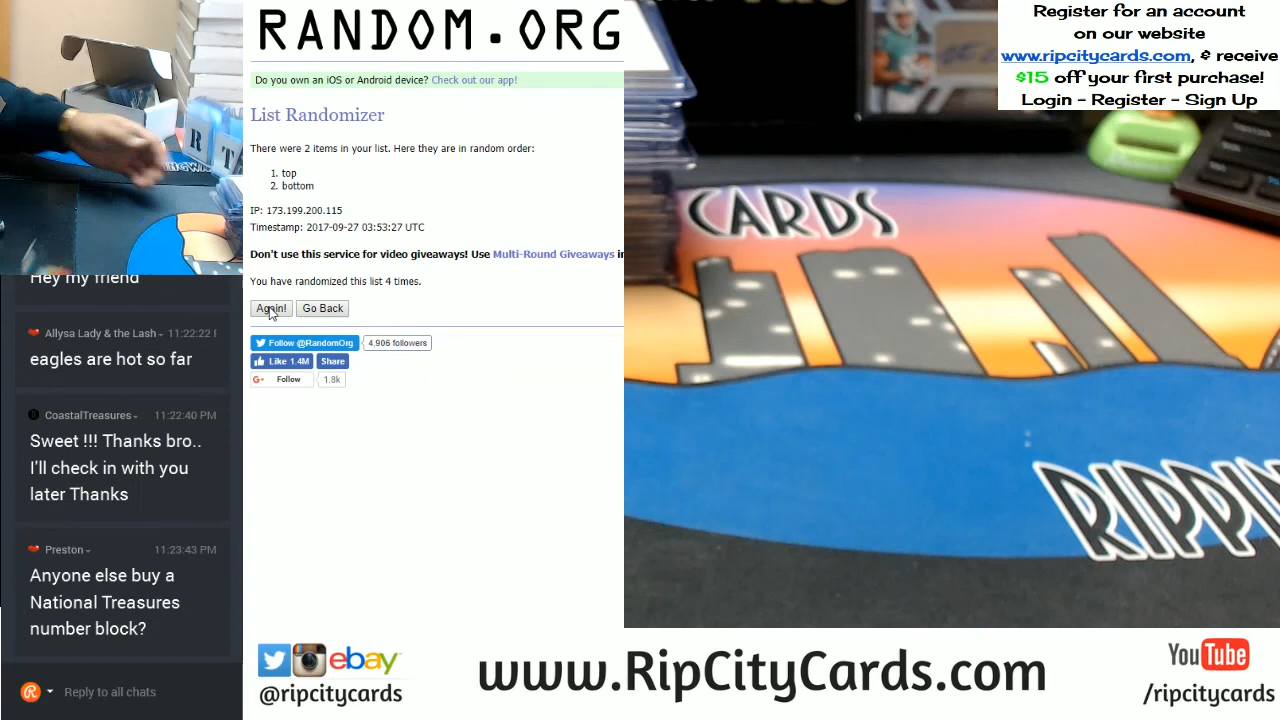 RANDOM.ORG
Do you own an iOS or Android device? Check out our app!
List Randomizer
There were 2 items in your list. Here they are in random order:
1. top
2. bottom
IP: 173.199.200.115
Timestamp: 2017-09-27 03:53:27 UTC
Don't use this service for video giveaways! Use Multi-Round Giveaways in
You have randomized this list 4 times.
Again! Go Back
Follow @RandomOrg 4,906 followers
Like 1.4M Share
G+ Follow 1.8k
Register for an account
on our website
www.ripcitycards.com, & receive
$15 off your first purchase!
Login - Register - Sign Up
R
T
CARDS
RIPPIN
Hey my friend
Allysa Lady & the Lash 11:22:22 P
eagles are hot so far
CoastalTreasures 11:22:40 PM
Sweet !!! Thanks bro..
I'll check in with you
later Thanks
Preston 11:23:43 PM
Anyone else buy a
National Treasures
number block?
Reply to all chats
ebay
@ripcitycards
www.RipCityCards.com
YouTube
/ripcitycards